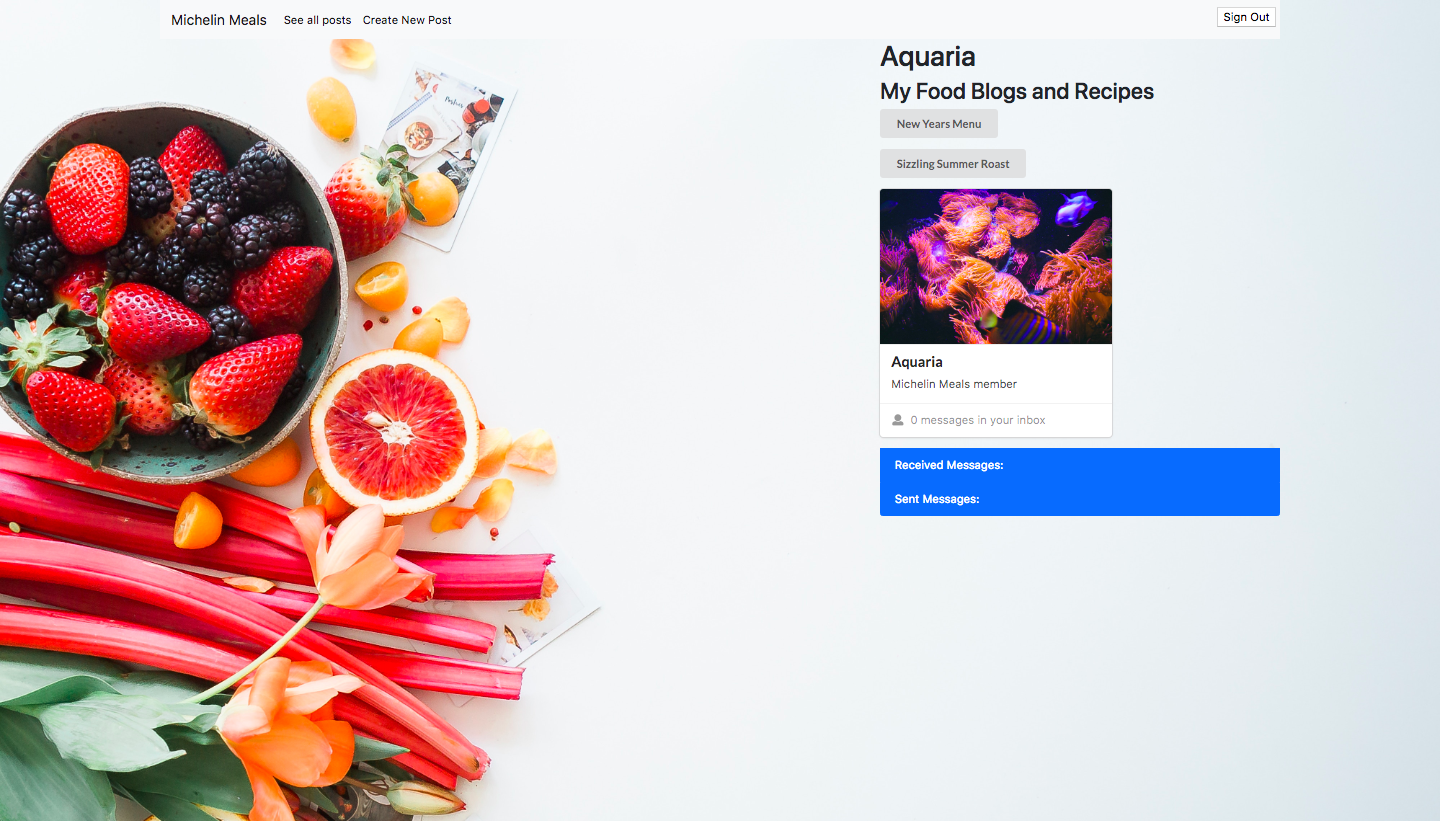 Michelin Meals See all posts Create New Post Sign Out
Aquaria
My Food Blogs and Recipes
New Years Menu
Sizzling Summer Roast
Aquaria
Michelin Meals member
0 messages in your inbox
Received Messages:
Sent Messages: